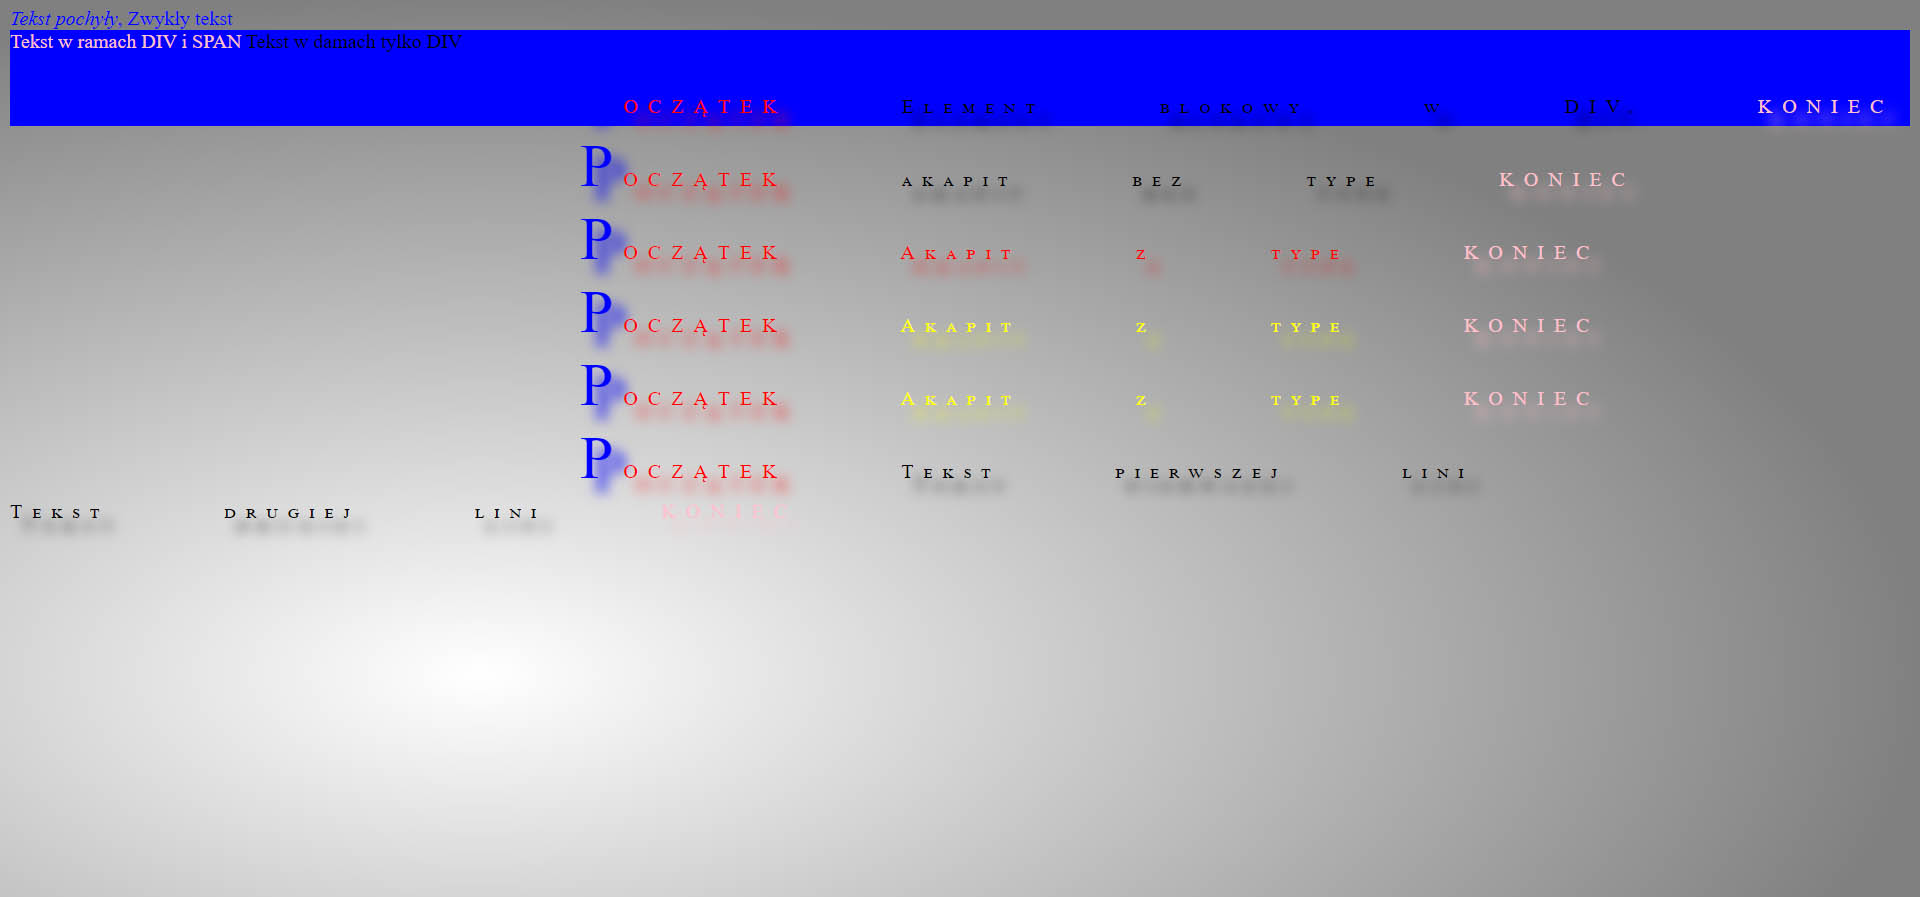 Tekst pochyły, Zwykły tekst
Tekst w ramach DIV i SPAN Tekst w damach tylko DIV
OCZĄTEK Element blokowy w DIV. KONIEC
POCZĄTEK akapit bez type KONIEC
POCZĄTEK Akapit z type KONIEC
POCZĄTEK Akapit z type KONIEC
POCZĄTEK Akapit z type KONIEC
POCZĄTEK Tekst pierwszej lini
Tekst drugiej lini KONIEC